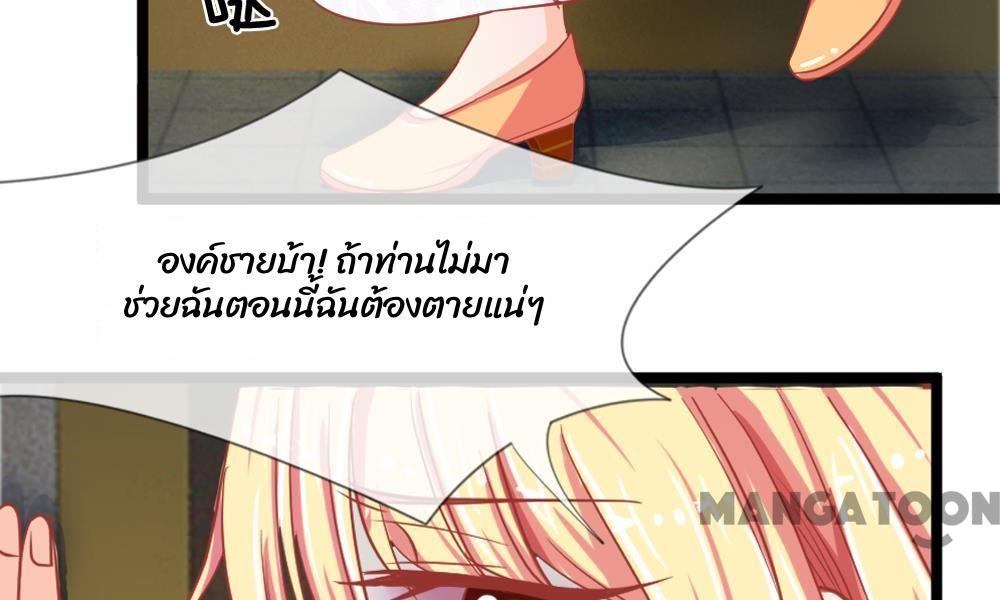 哒
องค์ชายบ้า! ถ้าท่านไม่มา
ช่วยฉันตอนนี้ฉันต้องตายแน่ๆ
MANGATOON